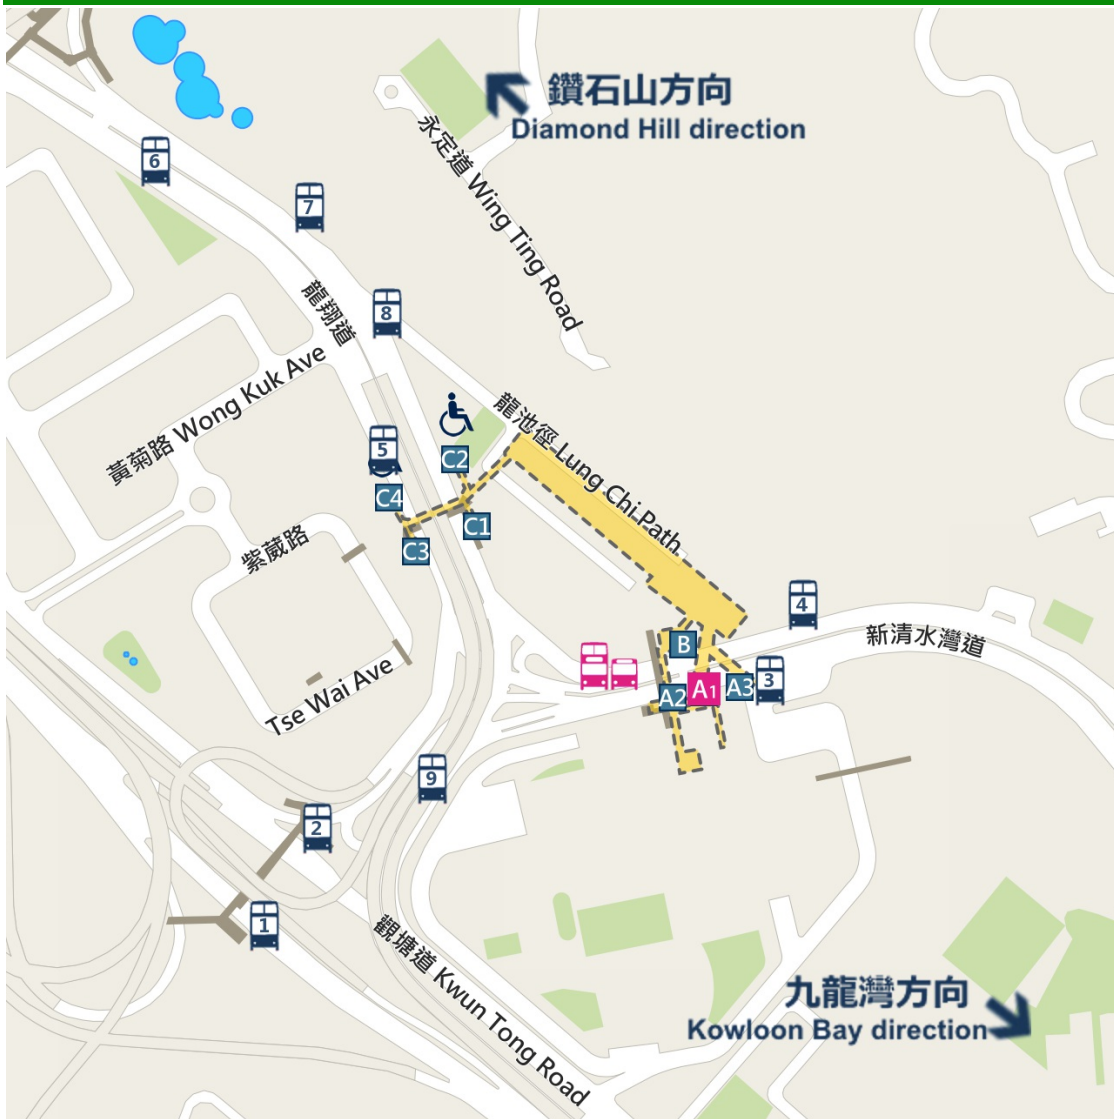 鑽石山方向
Diamond Hill direction
永定道 Wing Ting Road
6
7
龍翔道
8
黃菊路 Wong Kuk Ave
龍池徑 Lung Chi Path
5
C2
C4
C1
C3
紫葳路
4
新清水灣道
B
3
A2
A1
A3
Tse Wai Ave
9
2
1
觀塘道 Kwun Tong Road
九龍灣方向
Kowloon Bay direction